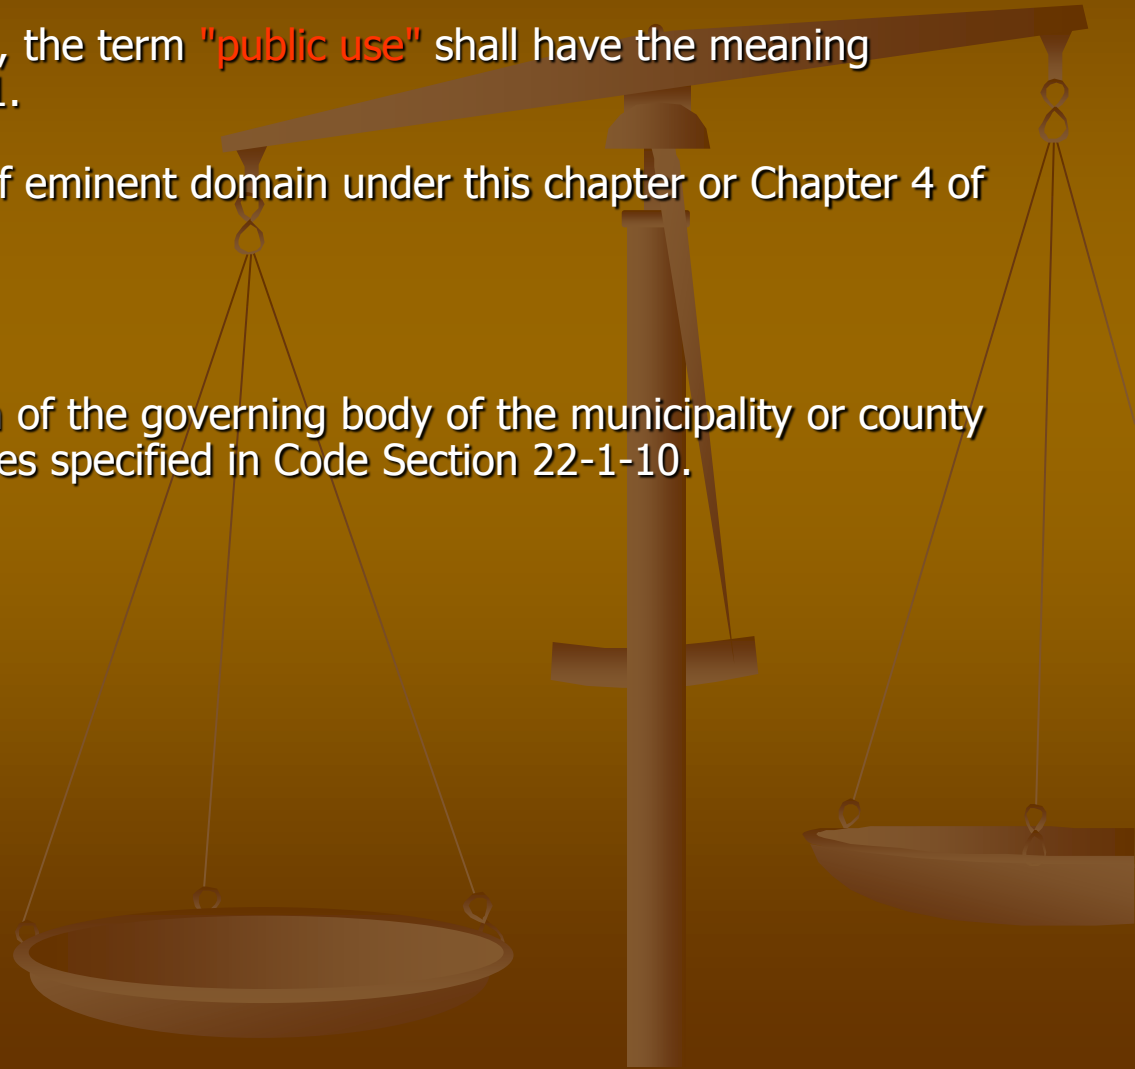 , the term "public use" shall have the meaning
1.
f eminent domain under this chapter or Chapter 4 of
of the governing body of the municipality or county
es specified in Code Section 22-1-10.